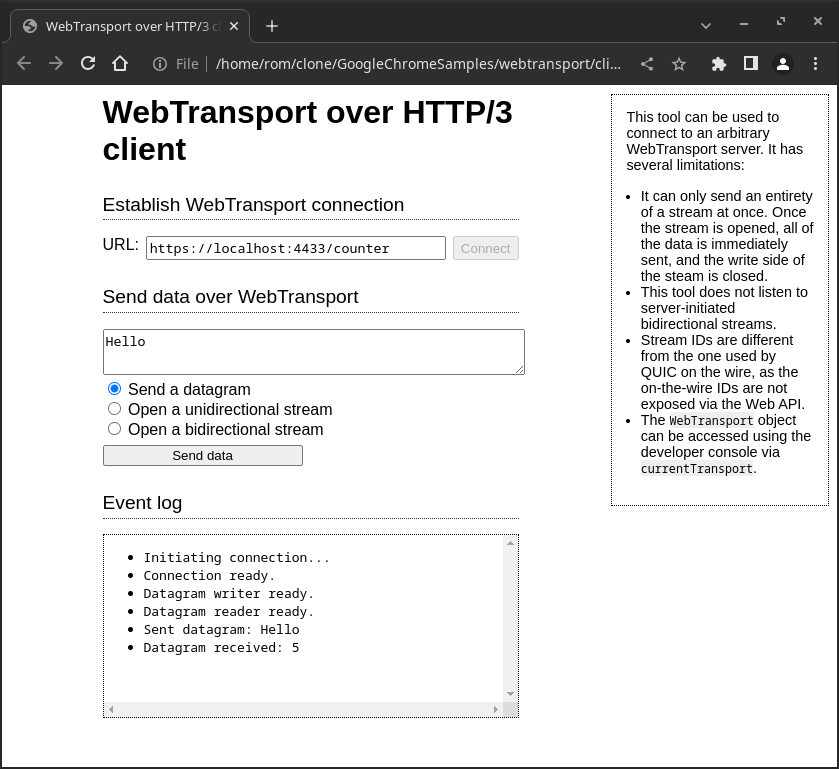 WebTransport over HTTP/3 c
File
/home/rom/clone/GoogleChromeSamples/webtransport/cli...
WebTransport over HTTP/3
client
Establish WebTransport connection
URL:
https://localhost:4433/counter
Connect
Send data over WebTransport
Hello
Send a datagram
Open a unidirectional stream
Open a bidirectional stream
Send data
Event log
Initiating connection...
Connection ready.
Datagram writer ready.
Datagram reader ready.
Sent datagram: Hello
Datagram received: 5
This tool can be used to
connect to an arbitrary
WebTransport server. It has
several limitations:
It can only send an entirety
of a stream at once. Once
the stream is opened, all of
the data is immediately
sent, and the write side of
the steam is closed.
This tool does not listen to
server-initiated
bidirectional streams.
Stream IDs are different
from the one used by
QUIC on the wire, as the
on-the-wire IDs are not
exposed via the Web API.
The WebTransport object
can be accessed using the
developer console via
currentTransport.